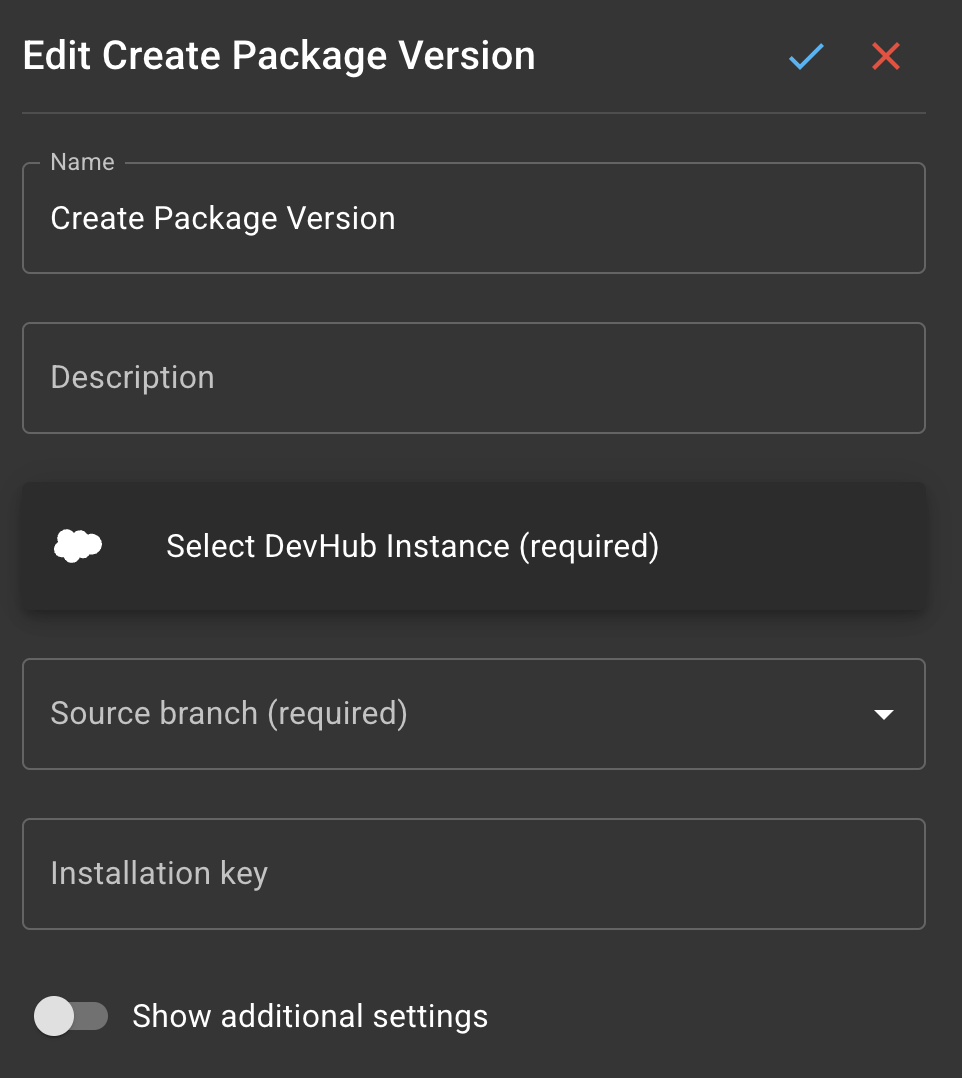 Edit Create Package Version
Name
Create Package Version
Description
Select DevHub Instance (required)
Source branch (required)
Installation key
Show additional settings